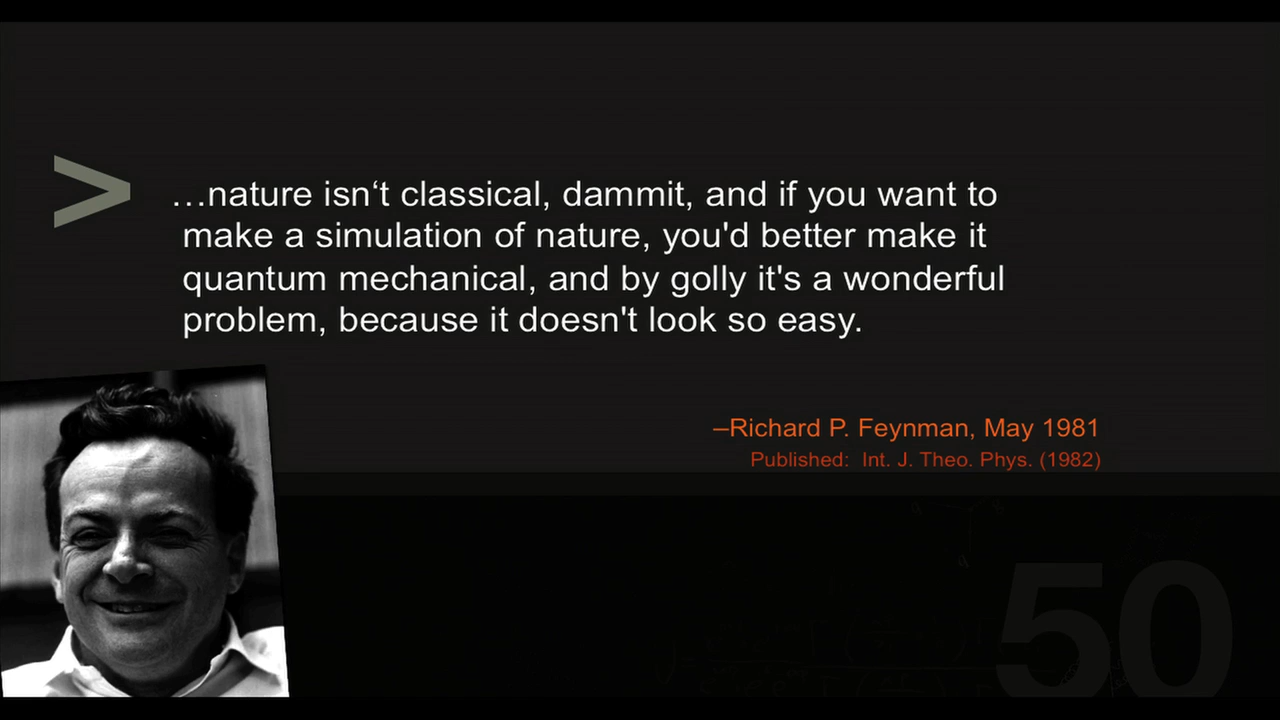 >
…nature isn‘t classical, dammit, and if you want to
make a simulation of nature, you'd better make it
quantum mechanical, and by golly it's a wonderful
problem, because it doesn't look so easy.
–Richard P. Feynman, May 1981
Published: Int. J. Theo. Phys. (1982)
50